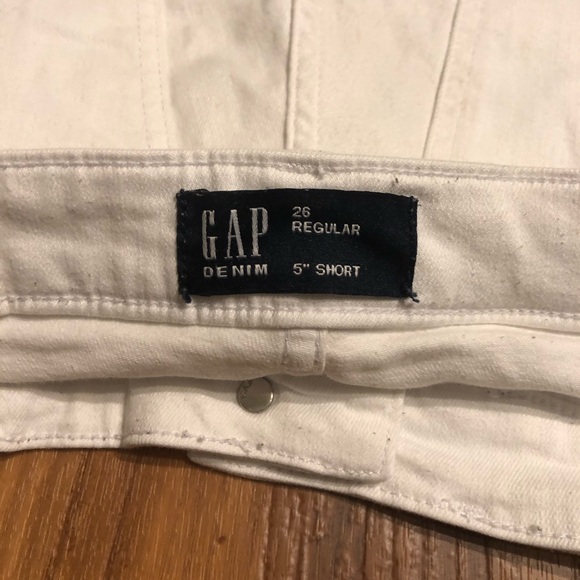 GAP
DENIM
26
REGULAR
5" SHORT